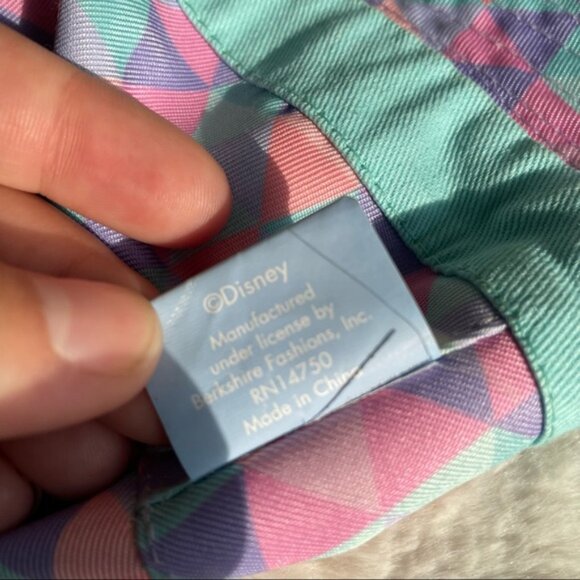 ©Disney
Manufactured
under license by
Berkshire Fashions, Inc.
RN14750
Made in China